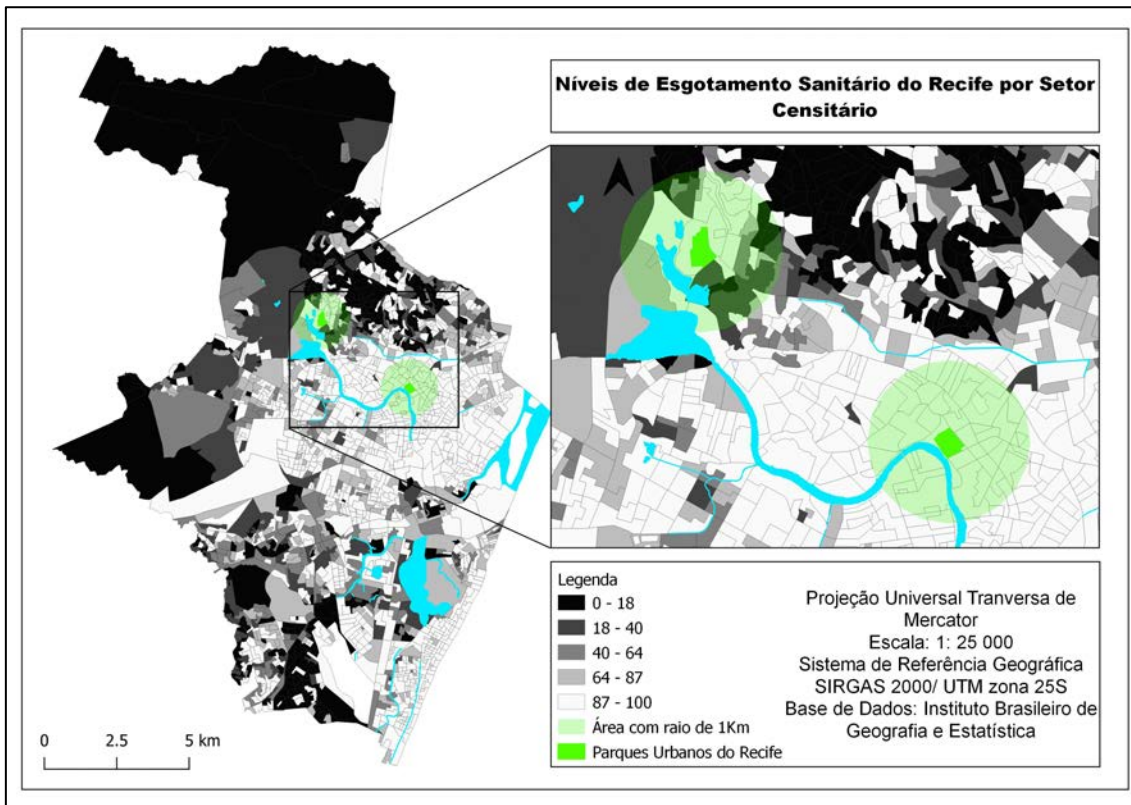 Níveis de Esgotamento Sanitário do Recife por Setor
Censitário
Legenda
0 - 18
18 - 40
40 - 64
64 - 87
87 - 100
Área com raio de 1Km
Parques Urbanos do Recife
Projeção Universal Tranversa de
Mercator
Escala: 1: 25 000
Sistema de Referência Geográfica
SIRGAS 2000/ UTM zona 25S
Base de Dados: Instituto Brasileiro de
Geografia e Estatística
0 2.5 5 km